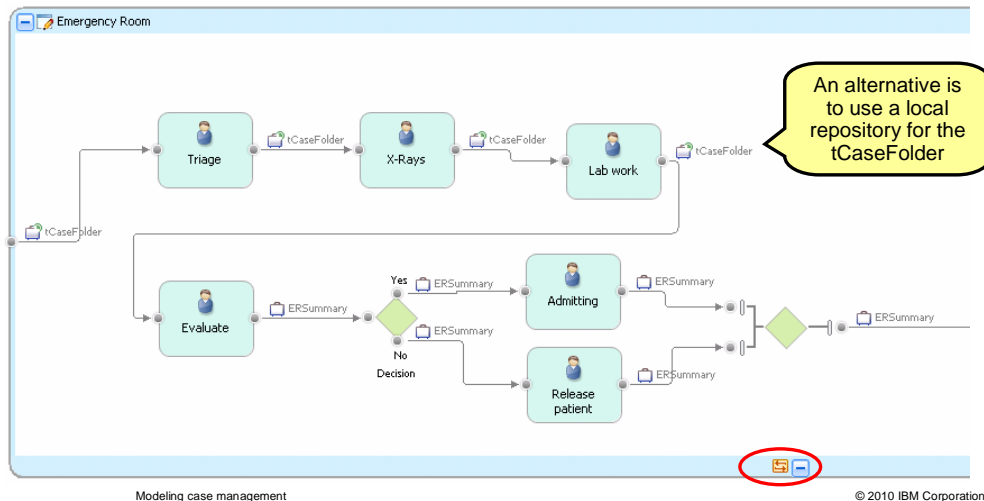 Emergency Room
An alternative is
to use a local
repository for the
tCaseFolder
Triage
tCaseFolder
X-Rays
tCaseFolder
Lab work
tCaseFolder
tCaseFolder
Evaluate
ERSummary
Yes
ERSummary
Admitting
ERSummary
ERSummary
No
Decision
Release
patient
ERSummary
ERSummary
Modeling case management
© 2010 IBM Corporation